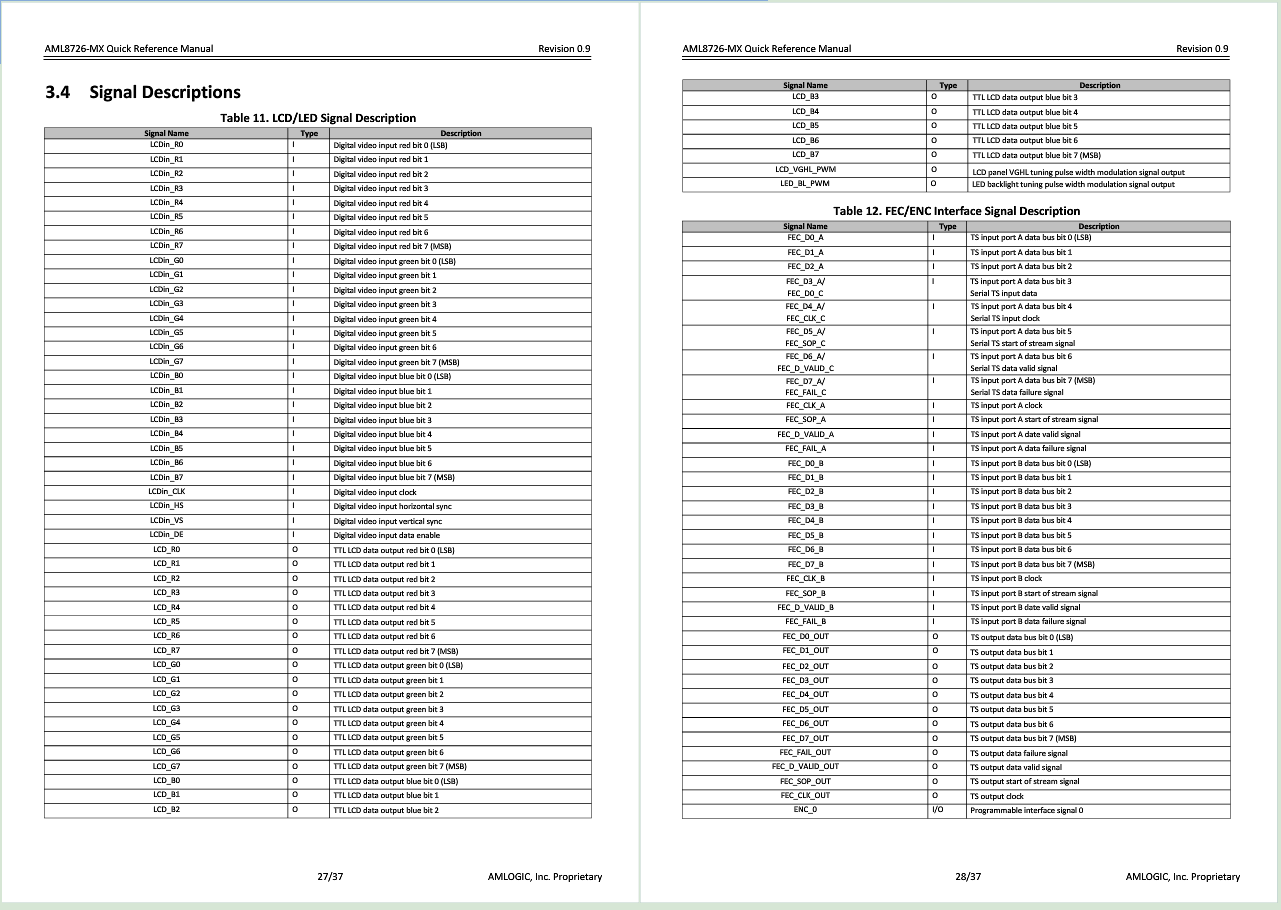 AML8726-MX Quick Reference Manual Revision 0.9
3.4 Signal Descriptions
Table 11. LCD/LED Signal Description
Signal Name Type Description
LCDin_R0 I Digital video input red bit 0 (LSB)
LCDin_R1 I Digital video input red bit 1
LCDin_R2 I Digital video input red bit 2
LCDin_R3 I Digital video input red bit 3
LCDin_R4 I Digital video input red bit 4
LCDin_R5 I Digital video input red bit 5
LCDin_R6 I Digital video input red bit 6
LCDin_R7 I Digital video input red bit 7 (MSB)
LCDin_G0 I Digital video input green bit 0 (LSB)
LCDin_G1 I Digital video input green bit 1
LCDin_G2 I Digital video input green bit 2
LCDin_G3 I Digital video input green bit 3
LCDin_G4 I Digital video input green bit 4
LCDin_G5 I Digital video input green bit 5
LCDin_G6 I Digital video input green bit 6
LCDin_G7 I Digital video input green bit 7 (MSB)
LCDin_B0 I Digital video input blue bit 0 (LSB)
LCDin_B1 I Digital video input blue bit 1
LCDin_B2 I Digital video input blue bit 2
LCDin_B3 I Digital video input blue bit 3
LCDin_B4 I Digital video input blue bit 4
LCDin_B5 I Digital video input blue bit 5
LCDin_B6 I Digital video input blue bit 6
LCDin_B7 I Digital video input blue bit 7 (MSB)
LCDin_CLK I Digital video input clock
LCDin_HS I Digital video input horizontal sync
LCDin_VS I Digital video input vertical sync
LCDin_DE I Digital video input data enable
LCD_R0 O TTL LCD data output red bit 0 (LSB)
LCD_R1 O TTL LCD data output red bit 1
LCD_R2 O TTL LCD data output red bit 2
LCD_R3 O TTL LCD data output red bit 3
LCD_R4 O TTL LCD data output red bit 4
LCD_R5 O TTL LCD data output red bit 5
LCD_R6 O TTL LCD data output red bit 6
LCD_R7 O TTL LCD data output red bit 7 (MSB)
LCD_G0 O TTL LCD data output green bit 0 (LSB)
LCD_G1 O TTL LCD data output green bit 1
LCD_G2 O TTL LCD data output green bit 2
LCD_G3 O TTL LCD data output green bit 3
LCD_G4 O TTL LCD data output green bit 4
LCD_G5 O TTL LCD data output green bit 5
LCD_G6 O TTL LCD data output green bit 6
LCD_G7 O TTL LCD data output green bit 7 (MSB)
LCD_B0 O TTL LCD data output blue bit 0 (LSB)
LCD_B1 O TTL LCD data output blue bit 1
LCD_B2 O TTL LCD data output blue bit 2
27/37 AMLOGIC, Inc. Proprietary
AML8726-MX Quick Reference Manual Revision 0.9
Signal Name Type Description
LCD_B3 O TTL LCD data output blue bit 3
LCD_B4 O TTL LCD data output blue bit 4
LCD_B5 O TTL LCD data output blue bit 5
LCD_B6 O TTL LCD data output blue bit 6
LCD_B7 O TTL LCD data output blue bit 7 (MSB)
LCD_VGHL_PWM O LCD panel VGHL tuning pulse width modulation signal output
LED_BL_PWM O LED backlight tuning pulse width modulation signal output
Table 12. FEC/ENC Interface Signal Description
Signal Name Type Description
FEC_D0_A I TS input port A data bus bit 0 (LSB)
FEC_D1_A I TS input port A data bus bit 1
FEC_D2_A I TS input port A data bus bit 2
FEC_D3_A/ I TS input port A data bus bit 3
FEC_D0_C Serial TS input data
FEC_D4_A/ I TS input port A data bus bit 4
FEC_CLK_C Serial TS input clock
FEC_D5_A/ I TS input port A data bus bit 5
FEC_SOP_C Serial TS start of stream signal
FEC_D6_A/ I TS input port A data bus bit 6
FEC_D_VALID_C Serial TS data valid signal
FEC_D7_A/ I TS input port A data bus bit 7 (MSB)
FEC_FAIL_C Serial TS data failure signal
FEC_CLK_A I TS input port A clock
FEC_SOP_A I TS input port A start of stream signal
FEC_D_VALID_A I TS input port A date valid signal
FEC_FAIL_A I TS input port A data failure signal
FEC_D0_B I TS input port B data bus bit 0 (LSB)
FEC_D1_B I TS input port B data bus bit 1
FEC_D2_B I TS input port B data bus bit 2
FEC_D3_B I TS input port B data bus bit 3
FEC_D4_B I TS input port B data bus bit 4
FEC_D5_B I TS input port B data bus bit 5
FEC_D6_B I TS input port B data bus bit 6
FEC_D7_B I TS input port B data bus bit 7 (MSB)
FEC_CLK_B I TS input port B clock
FEC_SOP_B I TS input port B start of stream signal
FEC_D_VALID_B I TS input port B date valid signal
FEC_FAIL_B I TS input port B data failure signal
FEC_D0_OUT O TS output data bus bit 0 (LSB)
FEC_D1_OUT O TS output data bus bit 1
FEC_D2_OUT O TS output data bus bit 2
FEC_D3_OUT O TS output data bus bit 3
FEC_D4_OUT O TS output data bus bit 4
FEC_D5_OUT O TS output data bus bit 5
FEC_D6_OUT O TS output data bus bit 6
FEC_D7_OUT O TS output data bus bit 7 (MSB)
FEC_FAIL_OUT O TS output data failure signal
FEC_D_VALID_OUT O TS output data valid signal
FEC_SOP_OUT O TS output start of stream signal
FEC_CLK_OUT O TS output clock
ENC_0 I/O Programmable interface signal 0
28/37 AMLOGIC, Inc. Proprietary